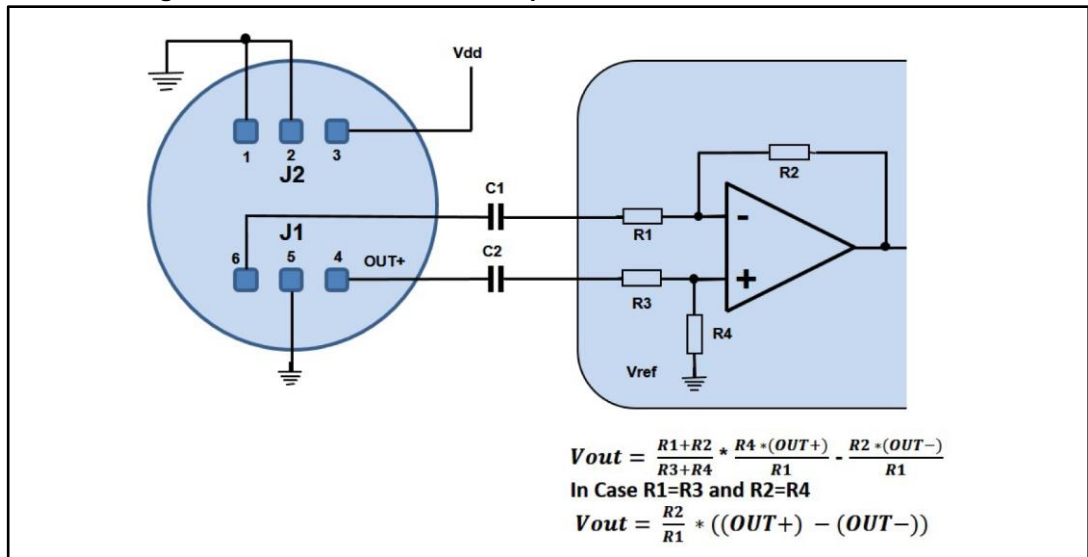 Vdd
1
2
3
J2
C1
R2
R1
-
J1
6
5
4
OUT+
C2
+
R3
R4
Vref
Vout = R1+R2/R3+R4 * R4 *(OUT+)/R1 - R2 *(OUT−)/R1
In Case R1=R3 and R2=R4
Vout = R2/R1 * ((OUT+) − (OUT−))